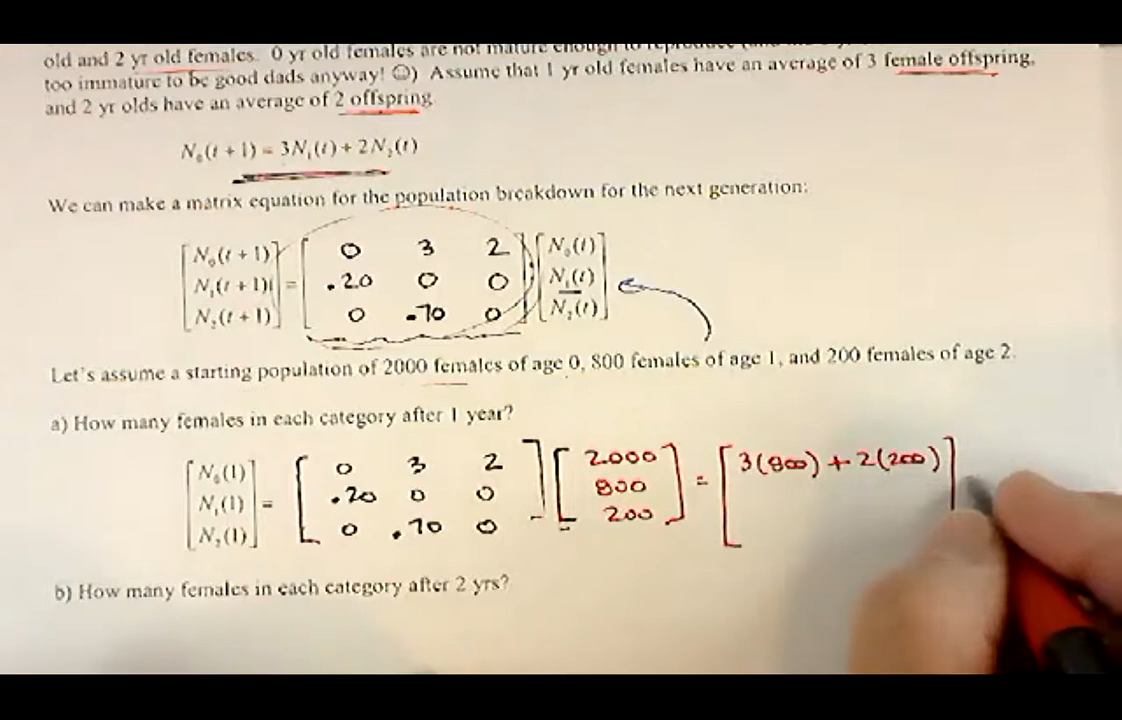 old and 2 yr old females. 0 yr old females are not mature enough to reproduce
too immature to be good dads anyway! ☺) Assume that 1 yr old females have an average of 3 female offspring,
and 2 yr olds have an average of 2 offspring
N₀(t + 1) = 3N₁(t) + 2N₂(t)
We can make a matrix equation for the population breakdown for the next generation:
[N₀(t + 1)] = [0 3 2] [N₀(t)]
[N₁(t + 1)] [.20 0 0] [N₁(t)]
[N₂(t + 1)] [0 .70 0] [N₂(t)]
Let's assume a starting population of 2000 females of age 0, 800 females of age 1, and 200 females of age 2.
a) How many females in each category after 1 year?
[N₀(1)] [0 3 2] [2000] [3(800) + 2(200)]
[N₁(1)] = [.20 0 0] [800] =
[N₂(1)] [0 .70 0] [200]
b) How many females in each category after 2 yrs?